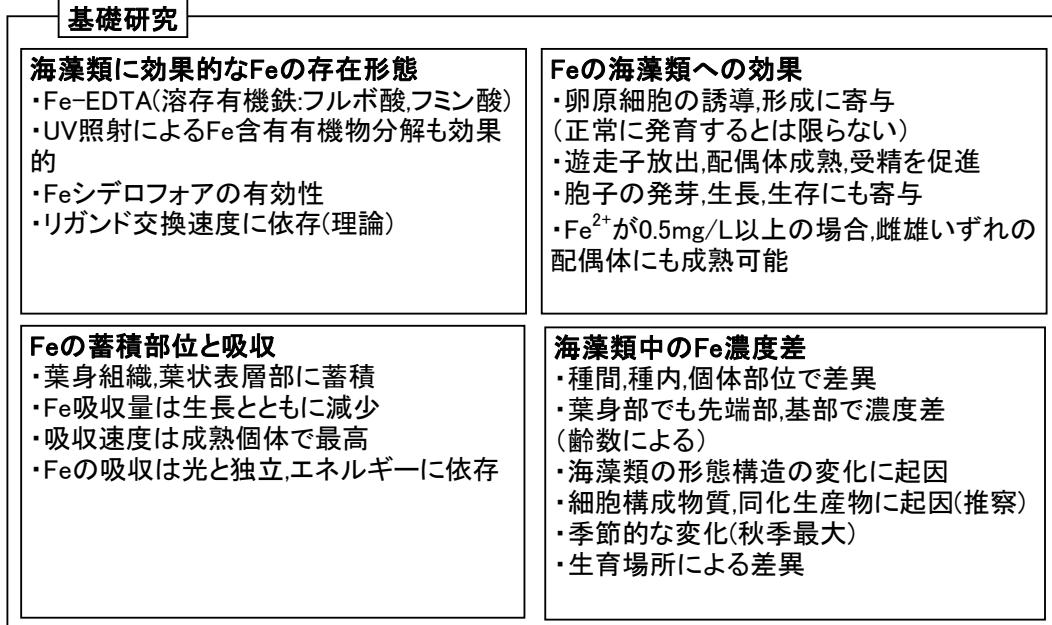 基礎研究
海藻類に効果的なFeの存在形態
・Fe-EDTA(溶存有機鉄:フルボ酸,フミン酸)
・UV照射によるFe含有有機物分解も効果
的
・Feシデロフォアの有効性
・リガンド交換速度に依存(理論)
Feの海藻類への効果
・卵原細胞の誘導,形成に寄与
(正常に発育するとは限らない)
・遊走子放出,配偶体成熟,受精を促進
・胞子の発芽,生長,生存にも寄与
・Fe²⁺が0.5mg/L以上の場合,雌雄いずれの
配偶体にも成熟可能
Feの蓄積部位と吸収
・葉身組織,葉状表層部に蓄積
・Fe吸収量は生長とともに減少
・吸収速度は成熟個体で最高
・Feの吸収は光と独立,エネルギーに依存
海藻類中のFe濃度差
・種間,種内,個体部位で差異
・葉身部でも先端部,基部で濃度差
(齢数による)
・海藻類の形態構造の変化に起因
・細胞構成物質,同化生産物に起因(推察)
・季節的な変化(秋季最大)
・生育場所による差異